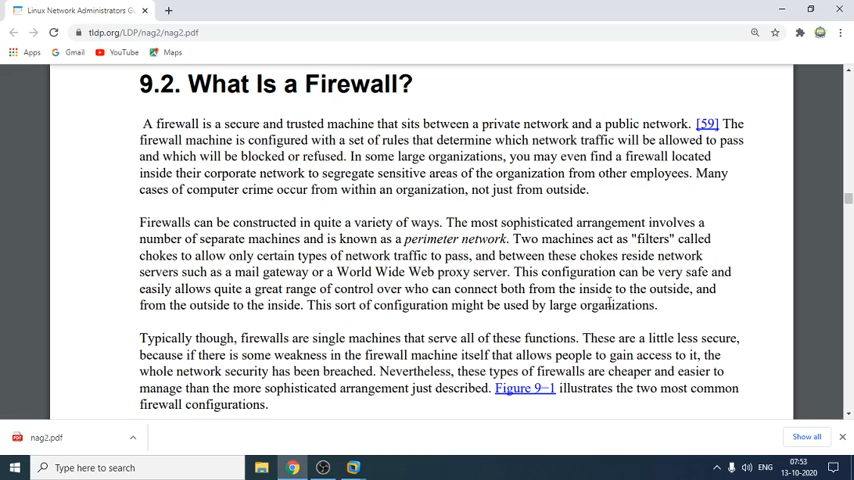 Linux Network Administrators G
tldp.org/LDP/nag2/nag2.pdf
Apps Gmail YouTube Maps
9.2. What Is a Firewall?
A firewall is a secure and trusted machine that sits between a private network and a public network. [59] The
firewall machine is configured with a set of rules that determine which network traffic will be allowed to pass
and which will be blocked or refused. In some large organizations, you may even find a firewall located
inside their corporate network to segregate sensitive areas of the organization from other employees. Many
cases of computer crime occur from within an organization, not just from outside.
Firewalls can be constructed in quite a variety of ways. The most sophisticated arrangement involves a
number of separate machines and is known as a perimeter network. Two machines act as "filters" called
chokes to allow only certain types of network traffic to pass, and between these chokes reside network
servers such as a mail gateway or a World Wide Web proxy server. This configuration can be very safe and
easily allows quite a great range of control over who can connect both from the inside to the outside, and
from the outside to the inside. This sort of configuration might be used by large organizations.
Typically though, firewalls are single machines that serve all of these functions. These are a little less secure,
because if there is some weakness in the firewall machine itself that allows people to gain access to it, the
whole network security has been breached. Nevertheless, these types of firewalls are cheaper and easier to
manage than the more sophisticated arrangement just described. Figure 9−1 illustrates the two most common
firewall configurations.
nag2.pdf Show all
Type here to search ENG 07:53
13-10-2020